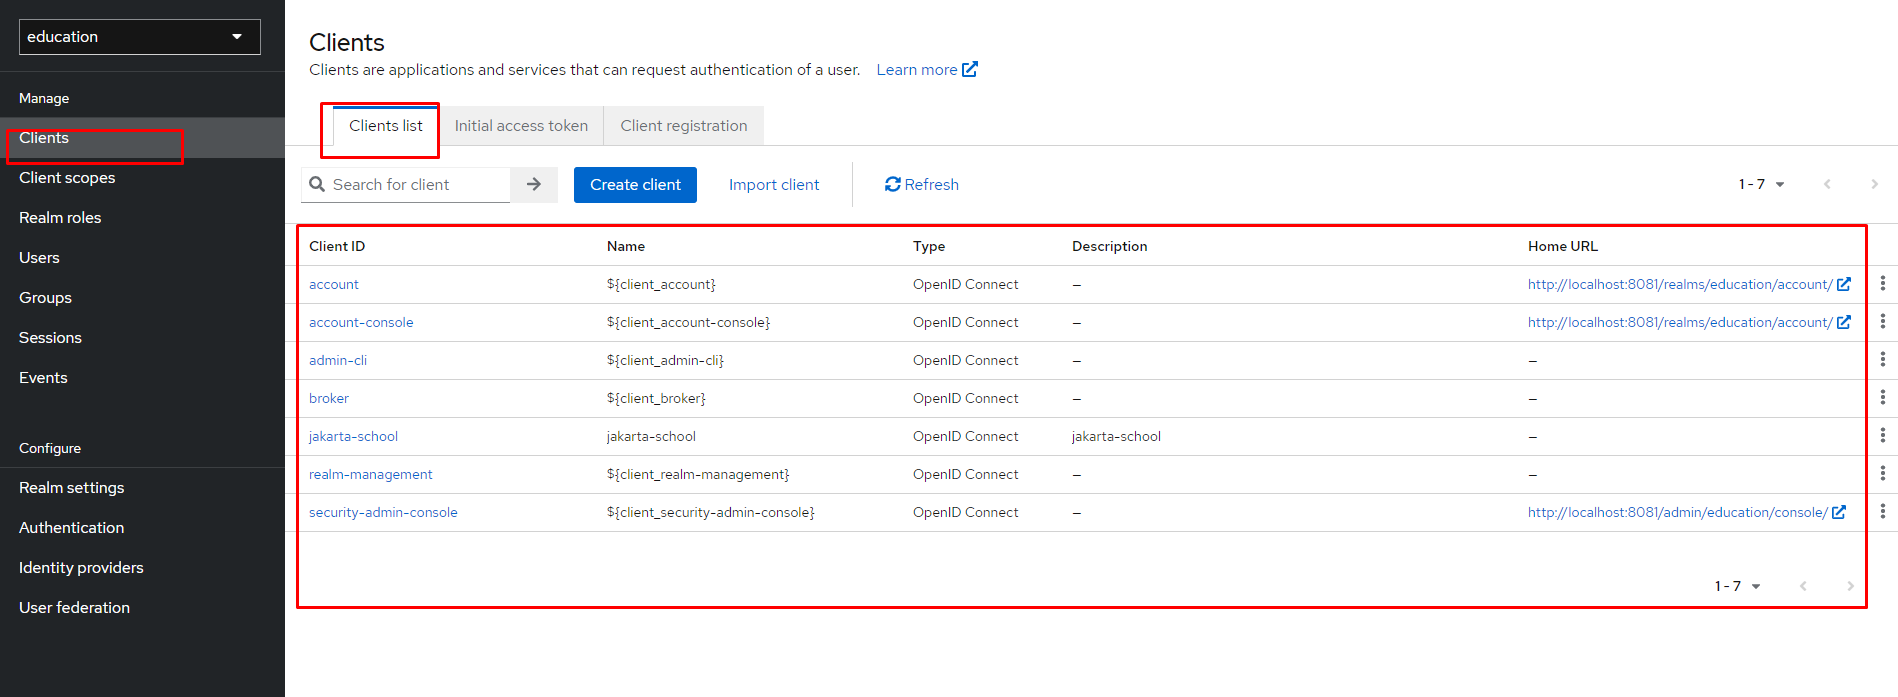 education
Manage
Clients
Client scopes
Realm roles
Users
Groups
Sessions
Events
Configure
Realm settings
Authentication
Identity providers
User federation
Clients
Clients are applications and services that can request authentication of a user. Learn more
Clients list Initial access token Client registration
Search for client Create client Import client Refresh 1 - 7
Client ID Name Type Description Home URL
account ${client_account} OpenID Connect – http://localhost:8081/realms/education/account/
account-console ${client_account-console} OpenID Connect – http://localhost:8081/realms/education/account/
admin-cli ${client_admin-cli} OpenID Connect – –
broker ${client_broker} OpenID Connect – –
jakarta-school jakarta-school OpenID Connect jakarta-school –
realm-management ${client_realm-management} OpenID Connect – –
security-admin-console ${client_security-admin-console} OpenID Connect – http://localhost:8081/admin/education/console/
1 - 7